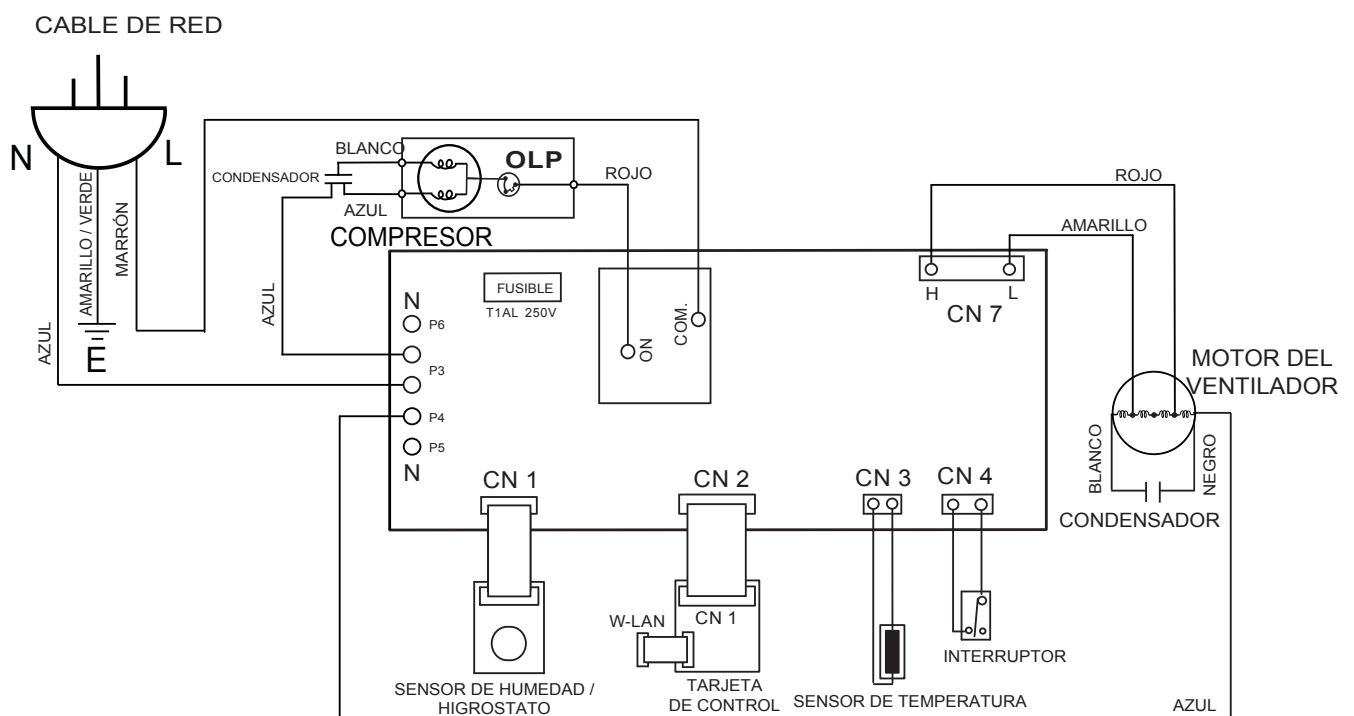 CABLE DE RED
N
L
AZUL
AMARILLO / VERDE
MARRÓN
E
BLANCO
CONDENSADOR
AZUL
OLP
ROJO
COMPRESOR
AZUL
FUSIBLE
T1AL 250V
N
P6
P3
P4
P5
N
ON
COM.
ROJO
AMARILLO
H
L
CN 7
MOTOR DEL
VENTILADOR
BLANCO
NEGRO
CONDENSADOR
CN 1
CN 2
CN 3
CN 4
W-LAN
CN 1
INTERRUPTOR
SENSOR DE HUMEDAD /
HIGROSTATO
TARJETA
DE CONTROL
SENSOR DE TEMPERATURA
AZUL